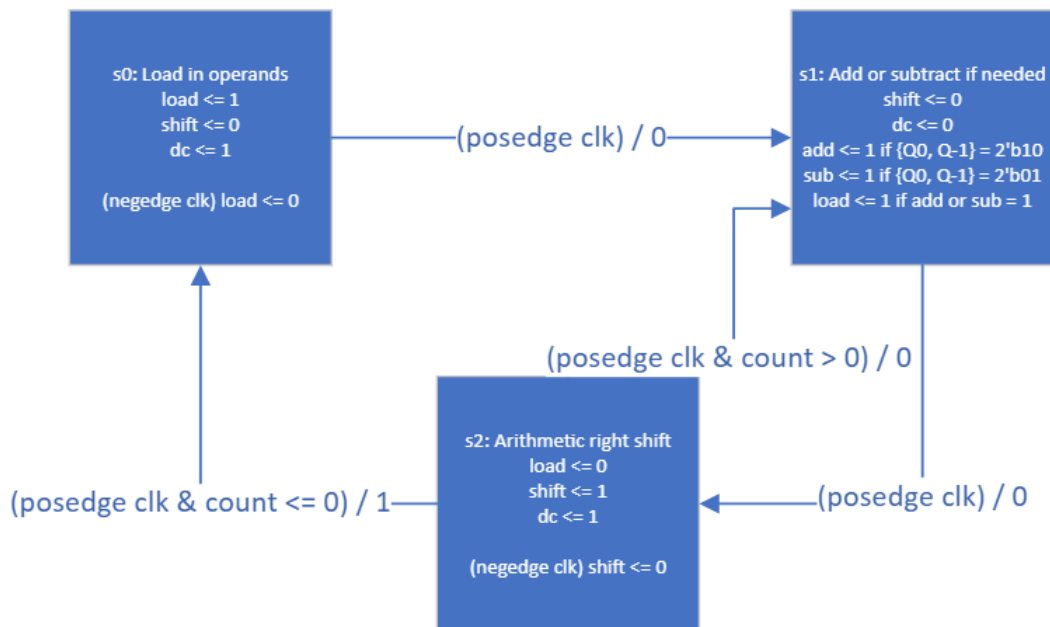 s0: Load in operands
load <= 1
shift <= 0
dc <= 1
(negedge clk) load <= 0
(posedge clk) / 0
s1: Add or subtract if needed
shift <= 0
dc <= 0
add <= 1 if {Q0, Q-1} = 2'b10
sub <= 1 if {Q0, Q-1} = 2'b01
load <= 1 if add or sub = 1
(posedge clk & count > 0) / 0
s2: Arithmetic right shift
load <= 0
shift <= 1
dc <= 1
(negedge clk) shift <= 0
(posedge clk & count <= 0) / 1
(posedge clk) / 0